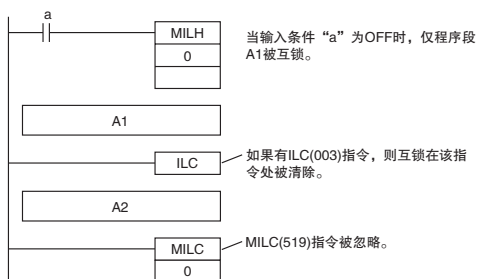 a
MILH
0
当输入条件“a”为OFF时，仅程序段
A1被互锁。
A1
ILC
如果有ILC(003)指令，则互锁在该指
令处被清除。
A2
MILC
0
MILC(519)指令被忽略。